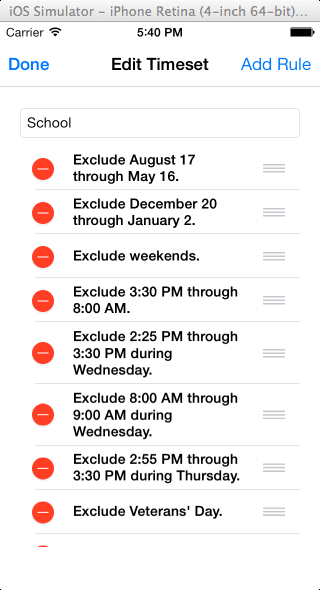 iOS Simulator – iPhone Retina (4-inch 64-bit)...
Carrier 5:40 PM
Done Edit Timeset Add Rule
School
Exclude August 17
through May 16.
Exclude December 20
through January 2.
Exclude weekends.
Exclude 3:30 PM through
8:00 AM.
Exclude 2:25 PM through
3:30 PM during
Wednesday.
Exclude 8:00 AM through
9:00 AM during
Wednesday.
Exclude 2:55 PM through
3:30 PM during Thursday.
Exclude Veterans' Day.